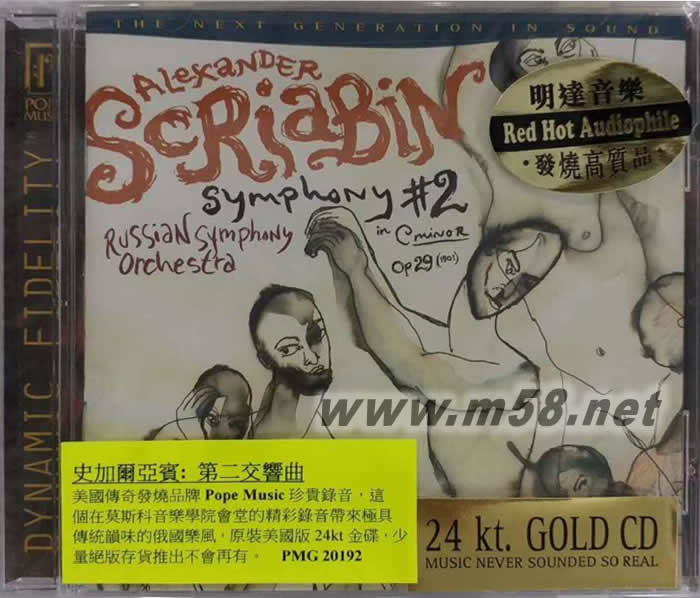 THE NEXT GENERATION IN SOUND
POPE
MUSIC
DYNAMIC FIDELITY™
ALEXANDER
SCRIABIN
Symphony #2
in C minor
Op 29 (1901)
Russian Symphony
Orchestra
明達音樂
Red Hot Audiophile
·發燒高質品·
www.m58.net
史加爾亞賓: 第二交響曲
美國傳奇發燒品牌 Pope Music 珍貴錄音，這
個在莫斯科音樂學院會堂的精彩錄音帶來極具
傳統韻味的俄國樂風，原裝美國版 24kt 金碟，少
量絕版存貨推出不會再有。 PMG 20192
24 kt. GOLD CD
MUSIC NEVER SOUNDED SO REAL